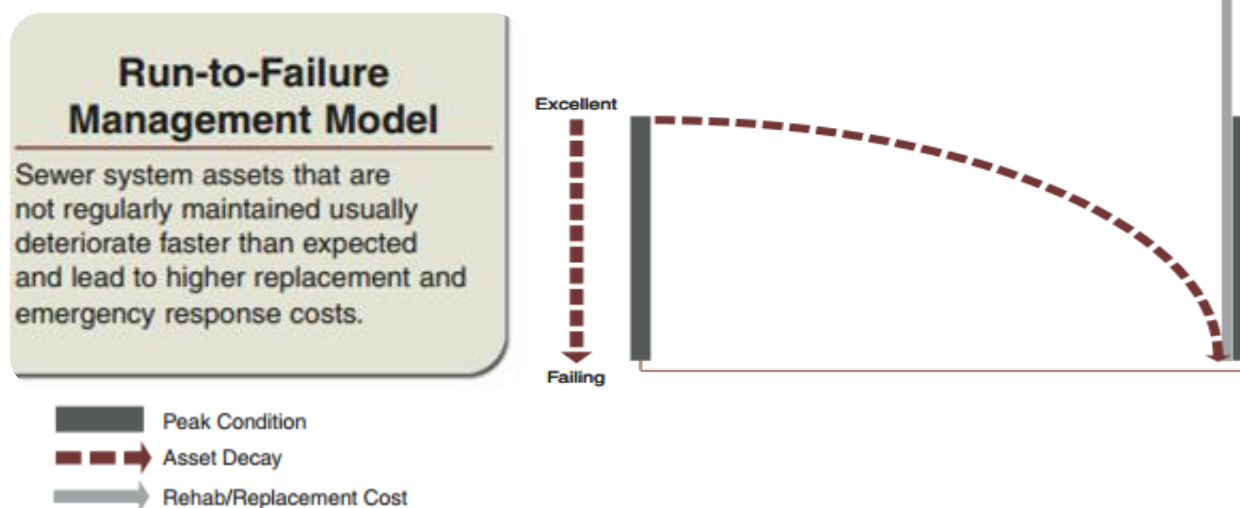 Run-to-Failure
Management Model
Sewer system assets that are
not regularly maintained usually
deteriorate faster than expected
and lead to higher replacement and
emergency response costs.
Excellent
Failing
Peak Condition
Asset Decay
Rehab/Replacement Cost